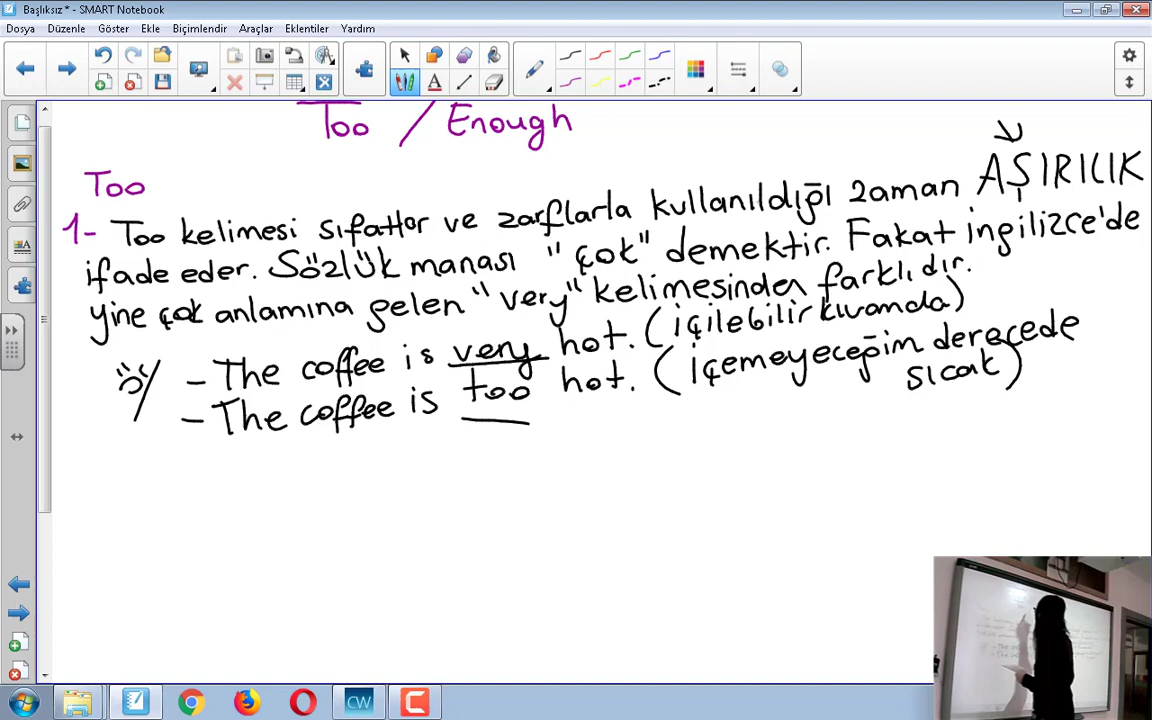 Başlıksız * - SMART Notebook
Dosya Düzenle Göster Ekle Biçimlendir Araçlar Eklentiler Yardım
Too / Enough
Too
1- Too kelimesi sıfatlar ve zarflarla kullanıldığı zaman AŞIRILIK
ifade eder. Sözlük manası "çok" demektir. Fakat ingilizce'de
yine çok anlamına gelen "very" kelimesinden farklıdır.
- The coffee is very hot. (içilebilir kıvamda)
- The coffee is too hot. (içemeyeceğim derecede
sıcak)
CW
C